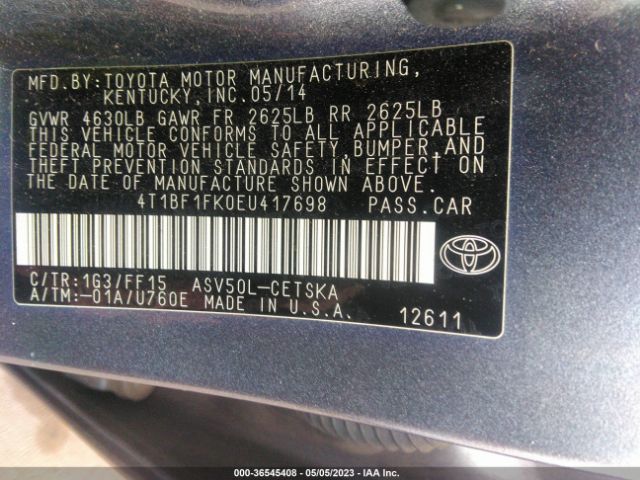 MFD.BY:TOYOTA MOTOR MANUFACTURING,
KENTUCKY,INC.05/14
GVWR 4630LB GAWR FR 2625LB RR 2625LB
THIS VEHICLE CONFORMS TO ALL APPLICABLE
FEDERAL MOTOR VEHICLE SAFETY,BUMPER,AND
THEFT PREVENTION STANDARDS IN EFFECT ON
THE DATE OF MANUFACTURE SHOWN ABOVE.
4T1BF1FK0EU417698 PASS.CAR
C/TR:1G3/FF15 ASV50L-CETSKA
A/TM:-01A/U760E MADE IN U.S.A.
12611
000-36545408 - 05/05/2023 - IAA Inc.